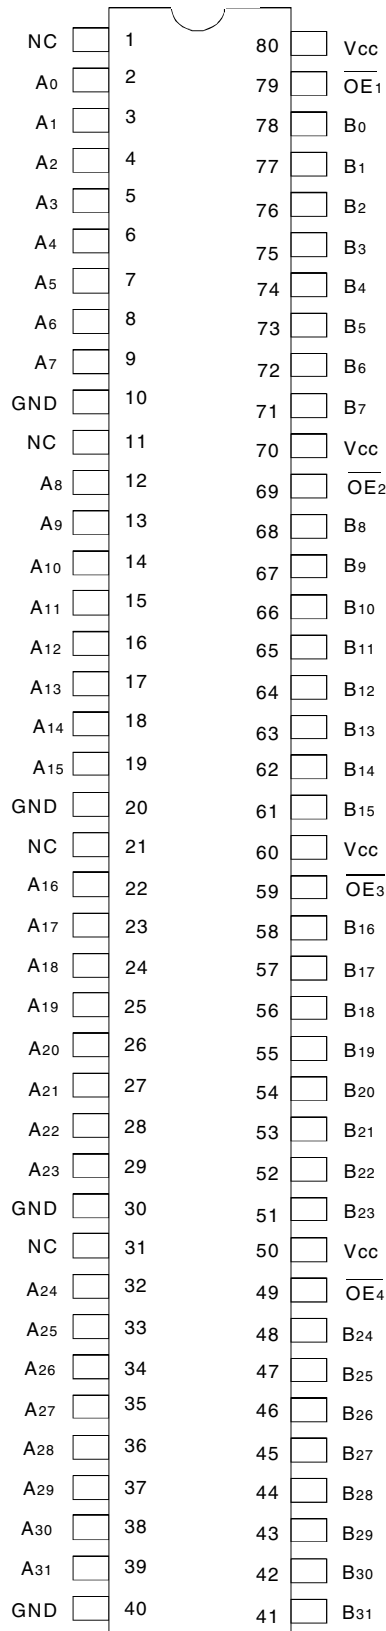 NC 1 80 Vcc
A0 2 79 OE1
A1 3 78 B0
A2 4 77 B1
A3 5 76 B2
A4 6 75 B3
A5 7 74 B4
A6 8 73 B5
A7 9 72 B6
GND 10 71 B7
NC 11 70 Vcc
A8 12 69 OE2
A9 13 68 B8
A10 14 67 B9
A11 15 66 B10
A12 16 65 B11
A13 17 64 B12
A14 18 63 B13
A15 19 62 B14
GND 20 61 B15
NC 21 60 Vcc
A16 22 59 OE3
A17 23 58 B16
A18 24 57 B17
A19 25 56 B18
A20 26 55 B19
A21 27 54 B20
A22 28 53 B21
A23 29 52 B22
GND 30 51 B23
NC 31 50 Vcc
A24 32 49 OE4
A25 33 48 B24
A26 34 47 B25
A27 35 46 B26
A28 36 45 B27
A29 37 44 B28
A30 38 43 B29
A31 39 42 B30
GND 40 41 B31